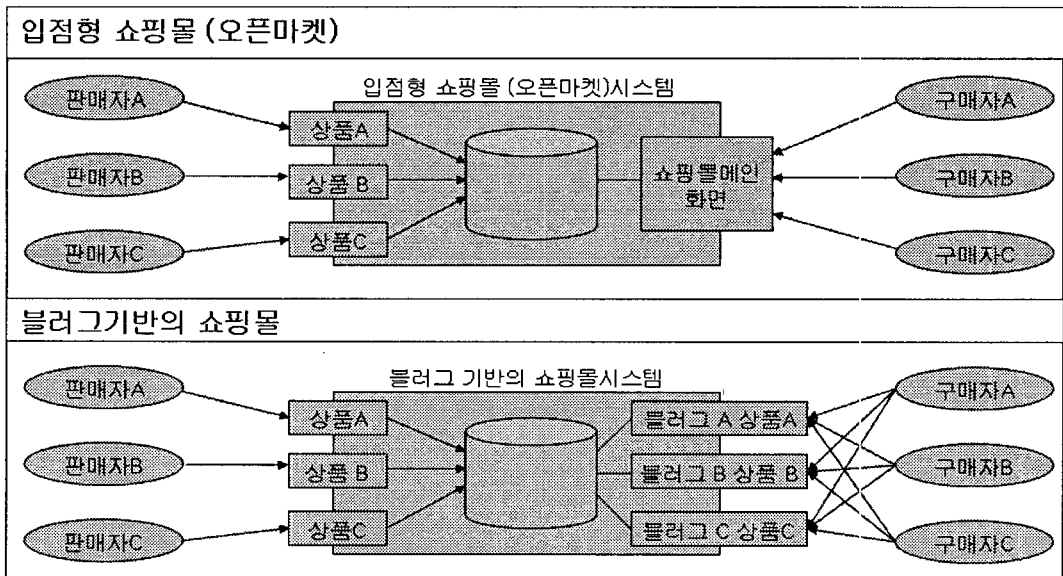 입점형 쇼핑몰 (오픈마켓)
입점형 쇼핑몰 (오픈마켓)시스템
판매자A
상품A
구매자A
판매자B
상품 B
쇼핑몰메인
화면
구매자B
판매자C
상품C
구매자C
블러그기반의 쇼핑몰
블러그 기반의 쇼핑몰시스템
판매자A
상품A
블러그 A 상품A
구매자A
판매자B
상품 B
블러그 B 상품 B
구매자B
판매자C
상품C
블러그 C 상품C
구매자C